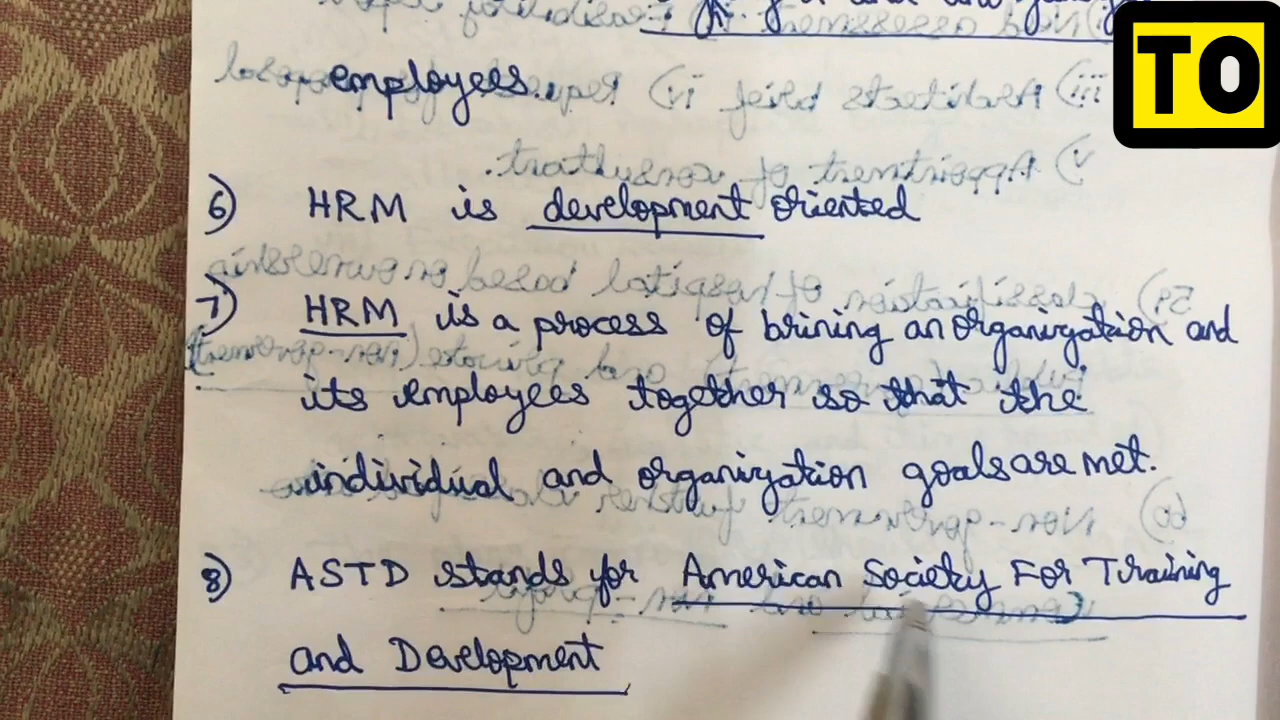 TO
employees.
6) HRM is development oriented
7) HRM is a process of brining an organization and
its employees together so that the
individual and organization goals are met.
8) ASTD stands for American Society For Training
and Development